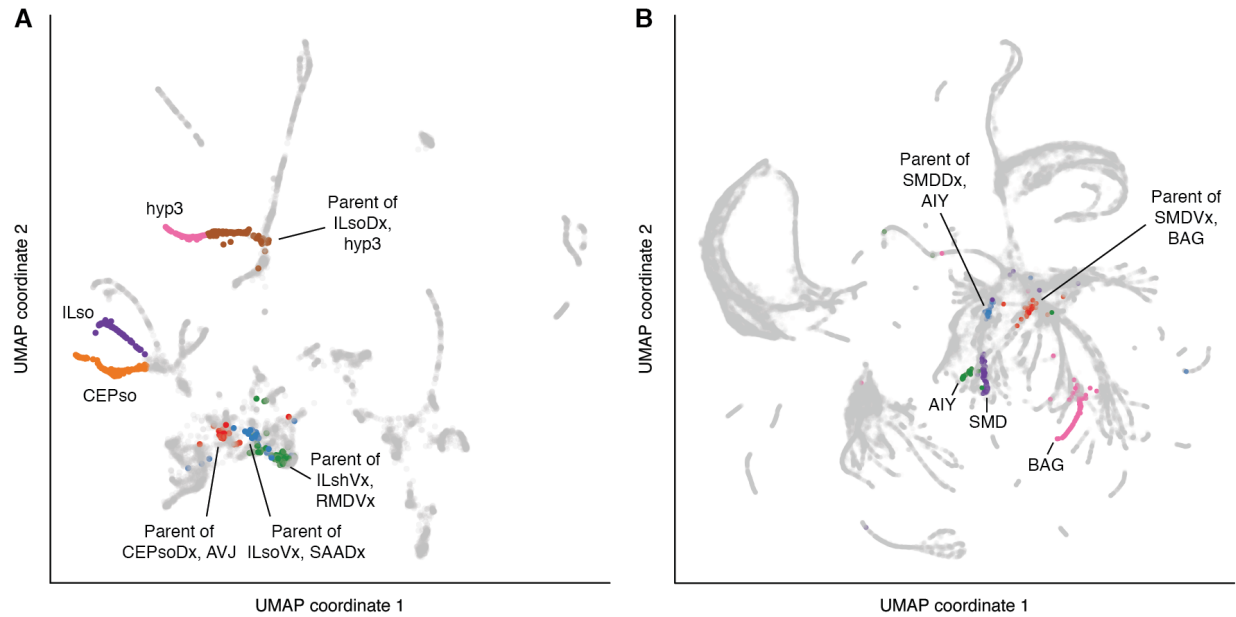 A
hyp3
Parent of
ILsoDx,
hyp3
ILso
CEPso
Parent of
ILshVx,
RMDVx
Parent of
CEPsoDx, AVJ
Parent of
ILsoVx, SAADx
UMAP coordinate 2
UMAP coordinate 1
B
Parent of
SMDDx,
AIY
Parent of
SMDVx,
BAG
AIY
SMD
BAG
UMAP coordinate 2
UMAP coordinate 1